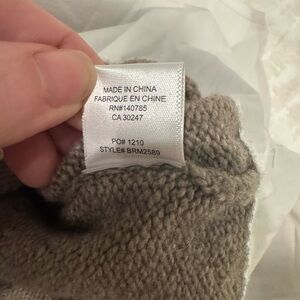 MADE IN CHINA
FABRIQUE EN CHINE
RN#140785
CA 30247
PO# 1210
STYLE# BRM2589